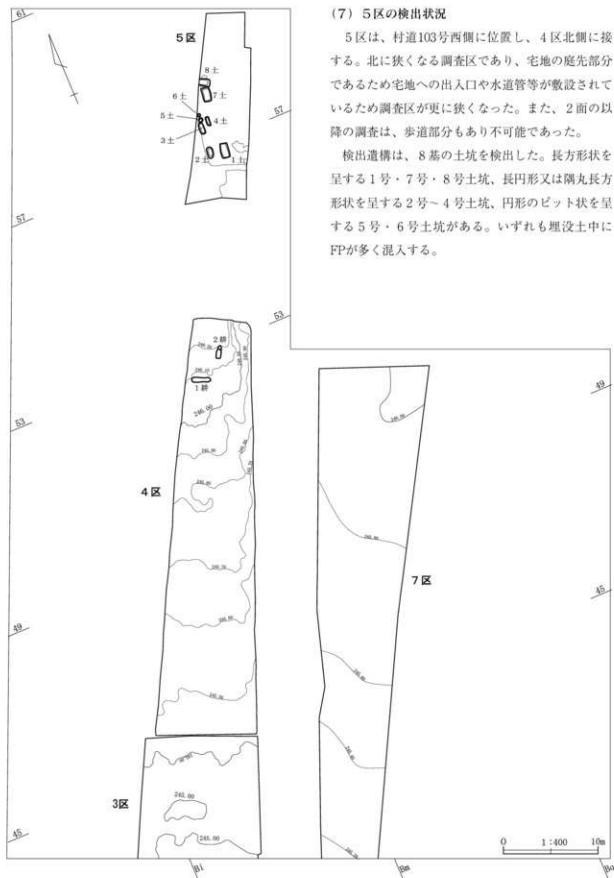 (7) 5区の検出状況
5区は、村道103号西側に位置し、4区北側に接
する。北に狭くなる調査区であり、宅地の庭先部分
であるため宅地への出入口や水道管等が敷設されて
いるため調査区が更に狭くなった。また、2面の以
降の調査は、歩道部分もあり不可能であった。
検出遺構は、8基の土坑を検出した。長方形状を
呈する1号・7号・8号土坑、長円形又は隅丸長方
形状を呈する2号~4号土坑、円形のピット状を呈
する5号・6号土坑がある。いずれも埋没土中に
FPが多く混入する。
61
5区
8土
7土
6土
5土
4土
3土
2土
1土
57
57
53
2耕
1耕
246.00
53
49
4区
7区
45
49
3区
245.00
245.00
45
0 1:400 10m
Bi
Bm